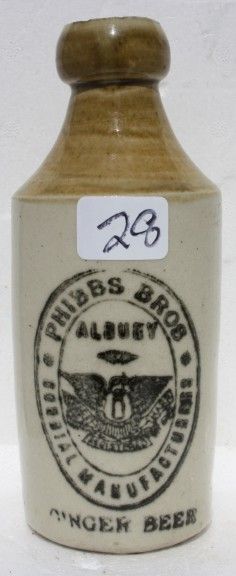 28
PHIBBS BROS
ALBURY
CORDIAL MANUFACTURERS
GINGER BEER